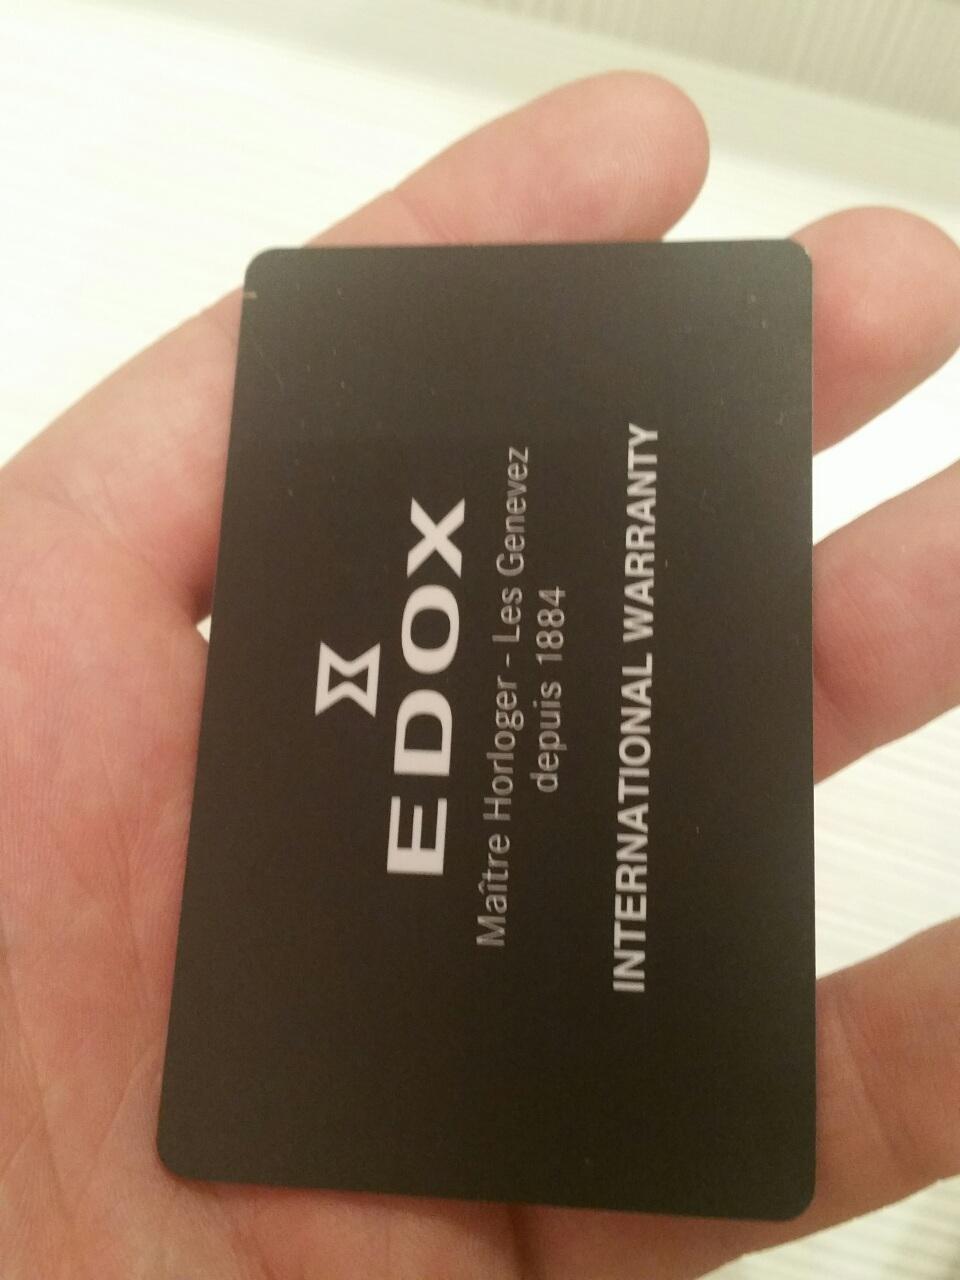 EDOX
Maître Horloger - Les Genevez
depuis 1884
INTERNATIONAL WARRANTY